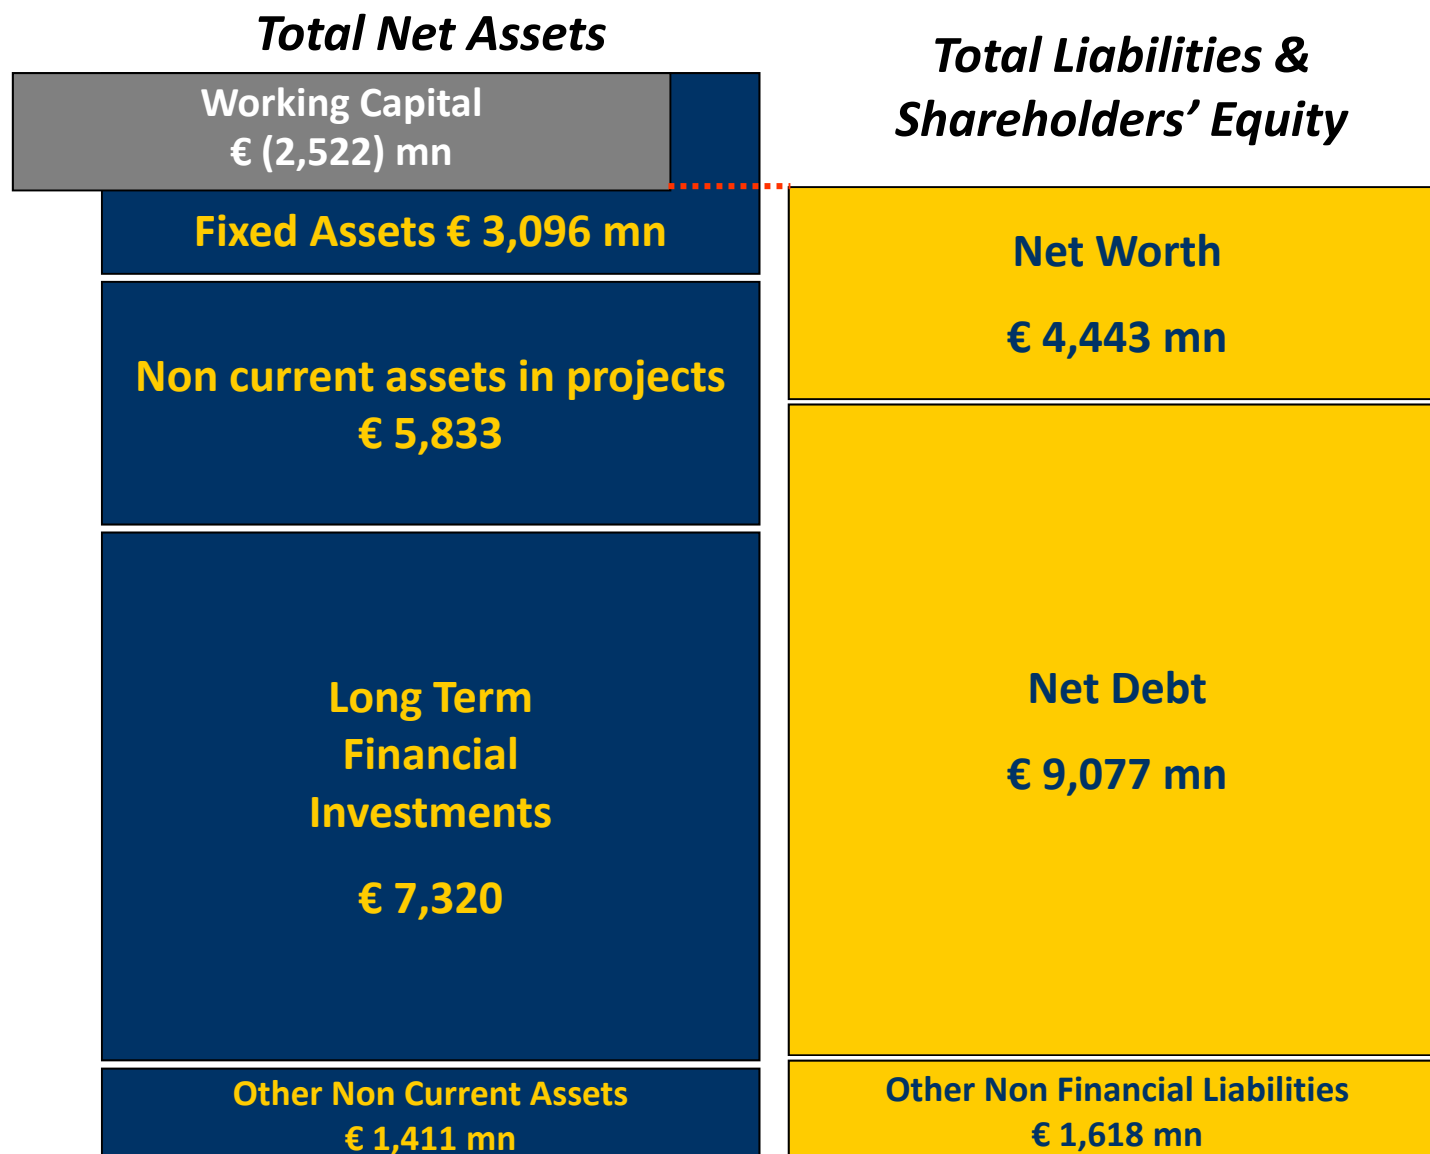 Total Net Assets
Working Capital
€ (2,522) mn
Fixed Assets € 3,096 mn
Non current assets in projects
€ 5,833
Long Term
Financial
Investments
€ 7,320
Other Non Current Assets
€ 1,411 mn
Total Liabilities &
Shareholders’ Equity
Net Worth
€ 4,443 mn
Net Debt
€ 9,077 mn
Other Non Financial Liabilities
€ 1,618 mn